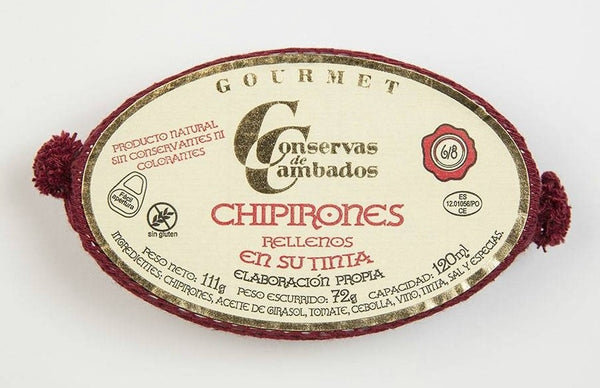 GOURMET
Conservas
de
Cambados
PRODUCTO NATURAL
SIN CONSERVANTES NI
COLORANTES
6/8
Fácil
apertura
sin gluten
ES
12.01056/PO
CE
CHIPIRONES
RELLENOS
EN SU TINTA
ELABORACIÓN PROPIA
PESO NETO: 111g PESO ESCURRIDO: 72g CAPACIDAD: 120ml
INGREDIENTES: CHIPIRONES, ACEITE DE GIRASOL, TOMATE, CEBOLLA, VINO, TINTA, SAL Y ESPECIAS.